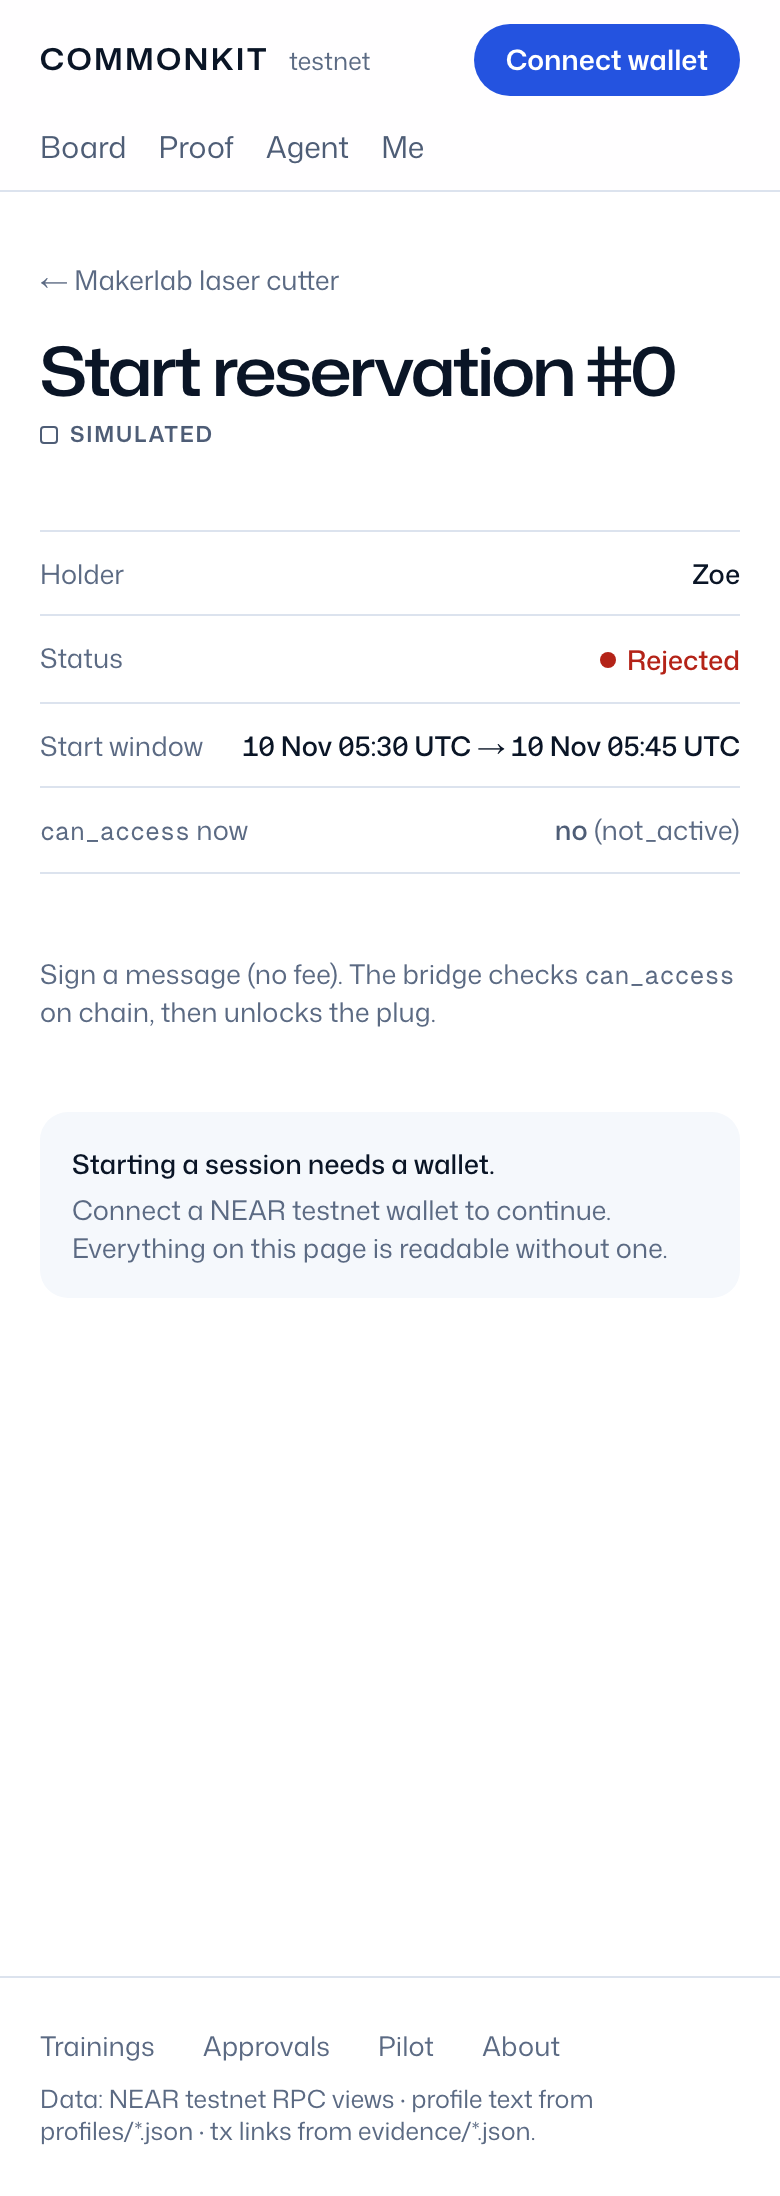 COMMONKIT testnet Connect wallet
Board Proof Agent Me
← Makerlab laser cutter
Start reservation #0
SIMULATED
Holder Zoe
Status Rejected
Start window 10 Nov 05:30 UTC → 10 Nov 05:45 UTC
can_access now no (not_active)
Sign a message (no fee). The bridge checks can_access
on chain, then unlocks the plug.
Starting a session needs a wallet.
Connect a NEAR testnet wallet to continue.
Everything on this page is readable without one.
Trainings Approvals Pilot About
Data: NEAR testnet RPC views · profile text from
profiles/*.json · tx links from evidence/*.json.